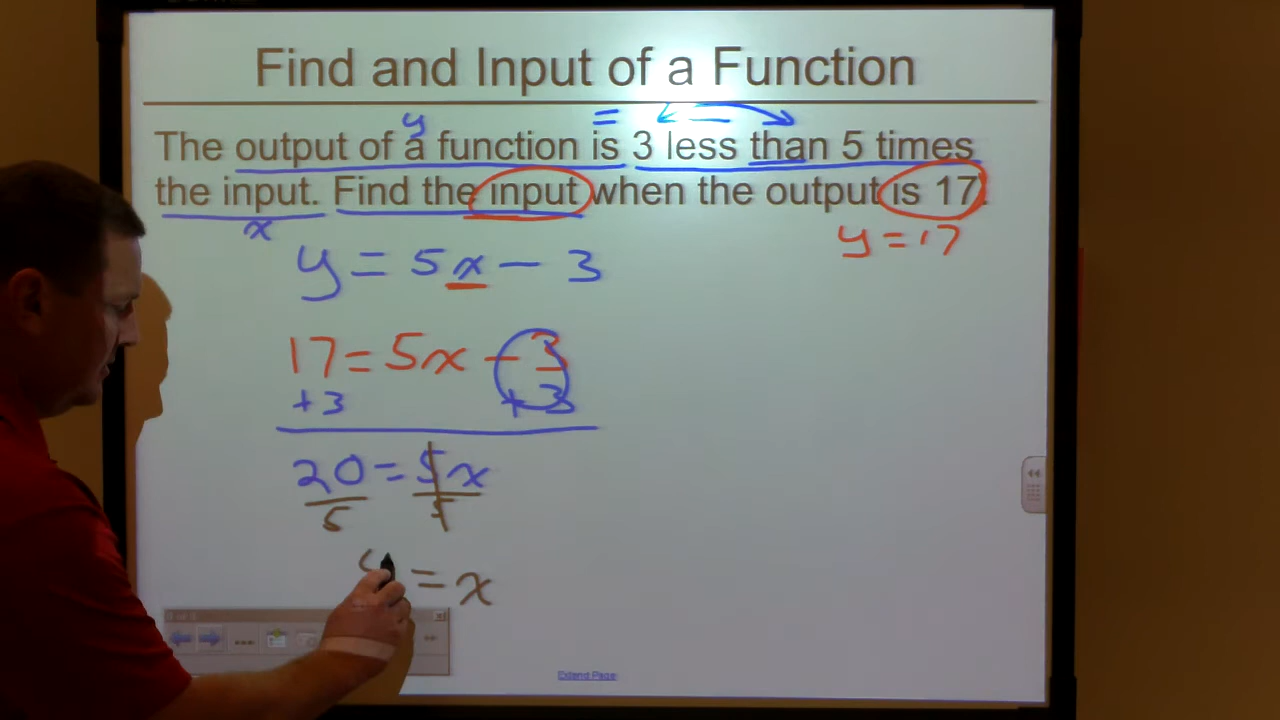 Find and Input of a Function
y = ← →
The output of a function is 3 less than 5 times
the input. Find the input when the output is 17.
x y = 17
y = 5x - 3
17 = 5x - 3
+3 +3
20 = 5x
5 5
= x
Extend Page